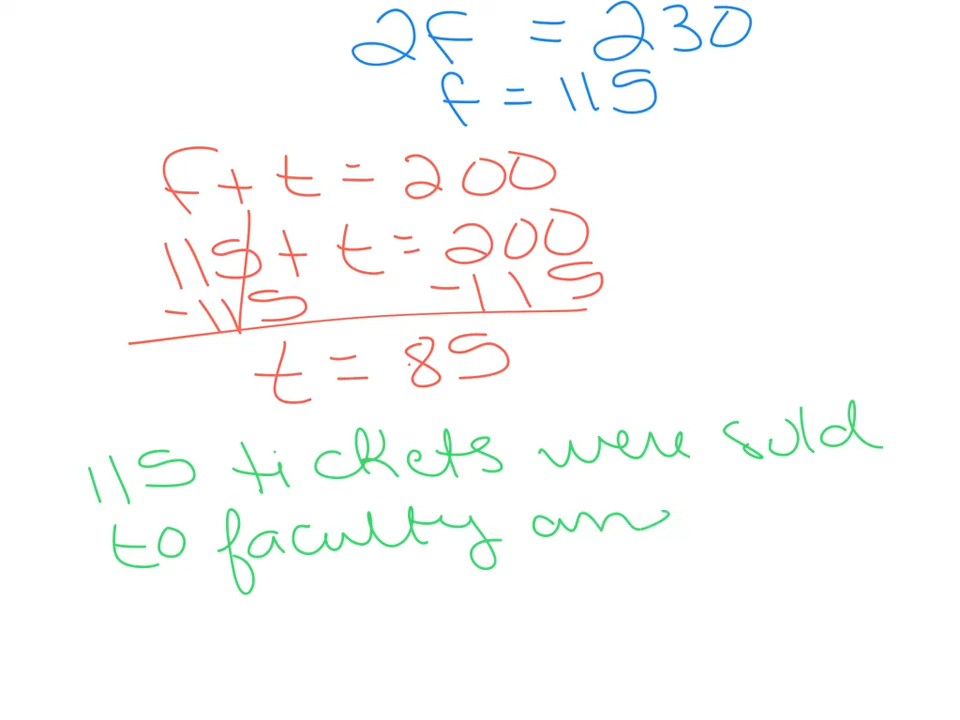 2f = 230
f = 115
f + t = 200
115 + t = 200
-115 -115
t = 85
115 tickets were sold
to faculty an